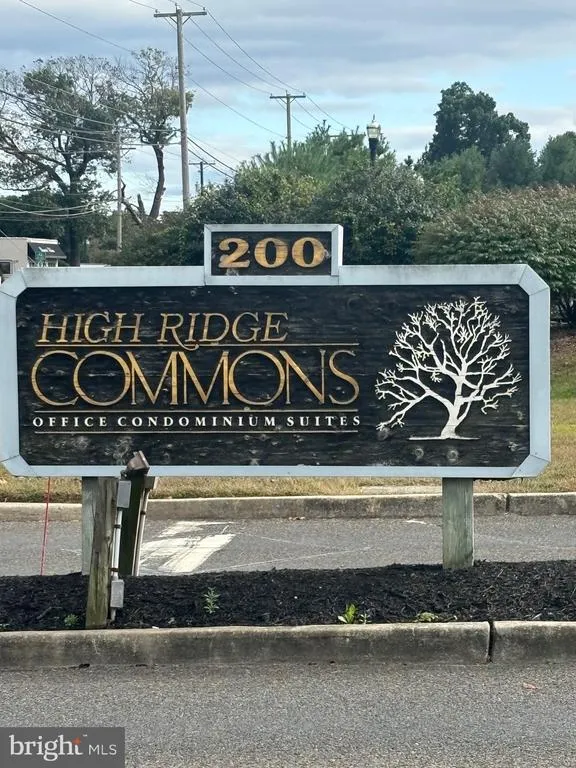 200
HIGH RIDGE
COMMONS
OFFICE CONDOMINIUM SUITES
bright MLS